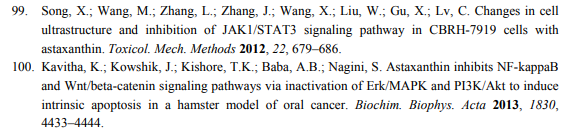 99. Song, X.; Wang, M.; Zhang, L.; Zhang, J.; Wang, X.; Liu, W.; Gu, X.; Lv, C. Changes in cell
ultrastructure and inhibition of JAK1/STAT3 signaling pathway in CBRH-7919 cells with
astaxanthin. Toxicol. Mech. Methods 2012, 22, 679–686.
100. Kavitha, K.; Kowshik, J.; Kishore, T.K.; Baba, A.B.; Nagini, S. Astaxanthin inhibits NF-kappaB
and Wnt/beta-catenin signaling pathways via inactivation of Erk/MAPK and PI3K/Akt to induce
intrinsic apoptosis in a hamster model of oral cancer. Biochim. Biophys. Acta 2013, 1830,
4433–4444.